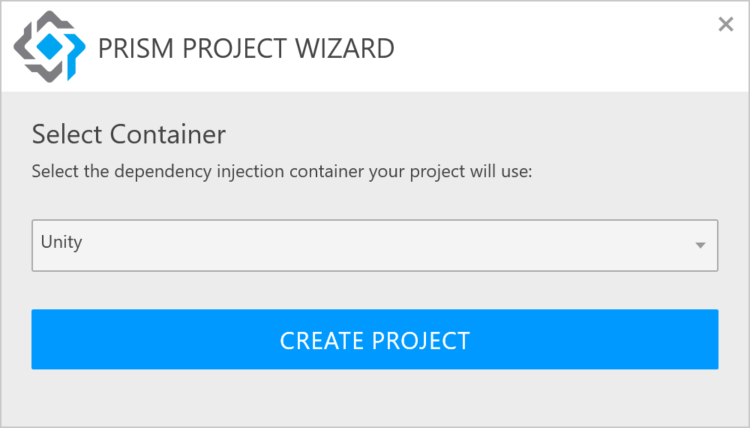 PRISM PROJECT WIZARD
Select Container
Select the dependency injection container your project will use:
Unity
CREATE PROJECT